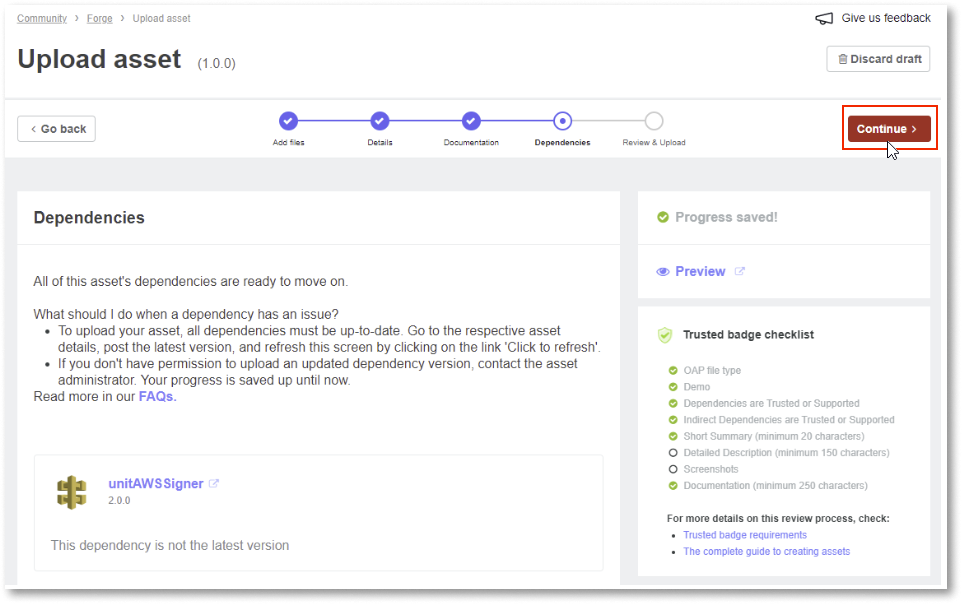 Community > Forge > Upload asset
Give us feedback
Upload asset (1.0.0)
Discard draft
< Go back
Add files
Details
Documentation
Dependencies
Review & Upload
Continue >
Dependencies
All of this asset's dependencies are ready to move on.
What should I do when a dependency has an issue?
• To upload your asset, all dependencies must be up-to-date. Go to the respective asset
details, post the latest version, and refresh this screen by clicking on the link 'Click to refresh'.
• If you don't have permission to upload an updated dependency version, contact the asset
administrator. Your progress is saved up until now.
Read more in our FAQs.
unitAWSSigner
2.0.0
This dependency is not the latest version
Progress saved!
Preview
Trusted badge checklist
OAP file type
Demo
Dependencies are Trusted or Supported
Indirect Dependencies are Trusted or Supported
Short Summary (minimum 20 characters)
Detailed Description (minimum 150 characters)
Screenshots
Documentation (minimum 250 characters)
For more details on this review process, check:
• Trusted badge requirements
• The complete guide to creating assets